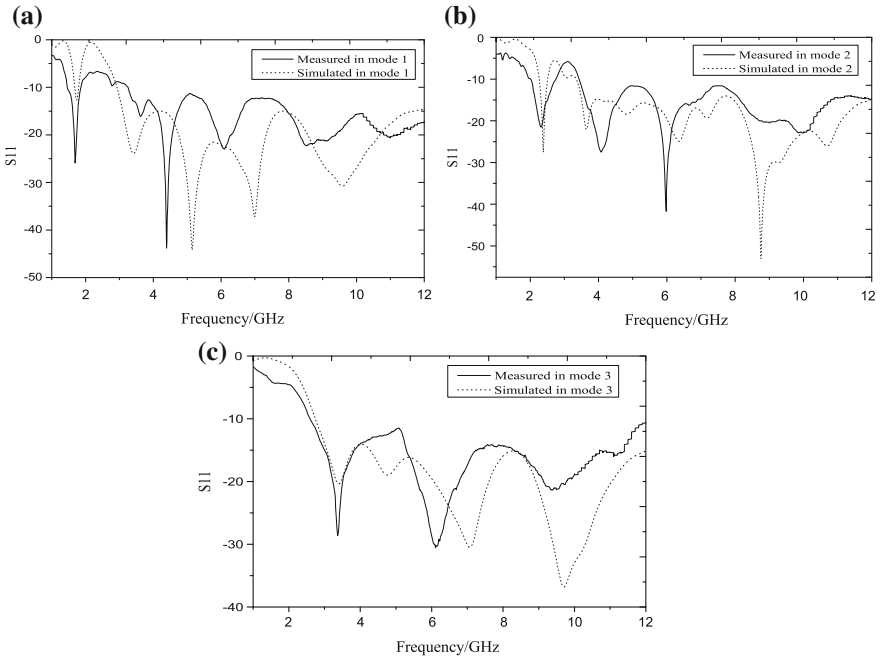 (a)
0
-10
-20
-30
-40
-50
S11
Measured in mode 1
Simulated in mode 1
2 4 6 8 10 12
Frequency/GHz
(b)
0
-10
-20
-30
-40
-50
S11
Measured in mode 2
Simulated in mode 2
2 4 6 8 10 12
Frequency/GHz
(c)
0
-10
-20
-30
-40
S11
Measured in mode 3
Simulated in mode 3
2 4 6 8 10 12
Frequency/GHz